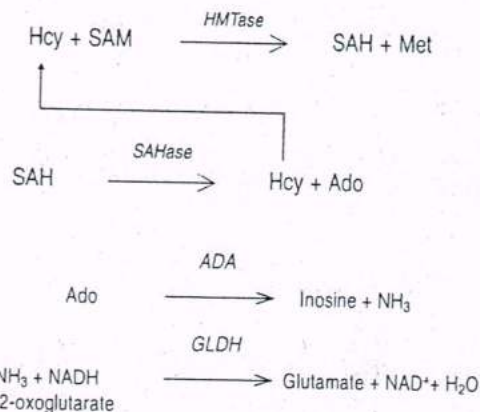 HMTase
Hcy + SAM → SAH + Met
SAHase
SAH → Hcy + Ado
ADA
Ado → Inosine + NH₃
GLDH
NH₃ + NADH → Glutamate + NAD⁺ + H₂O
2-oxoglutarate